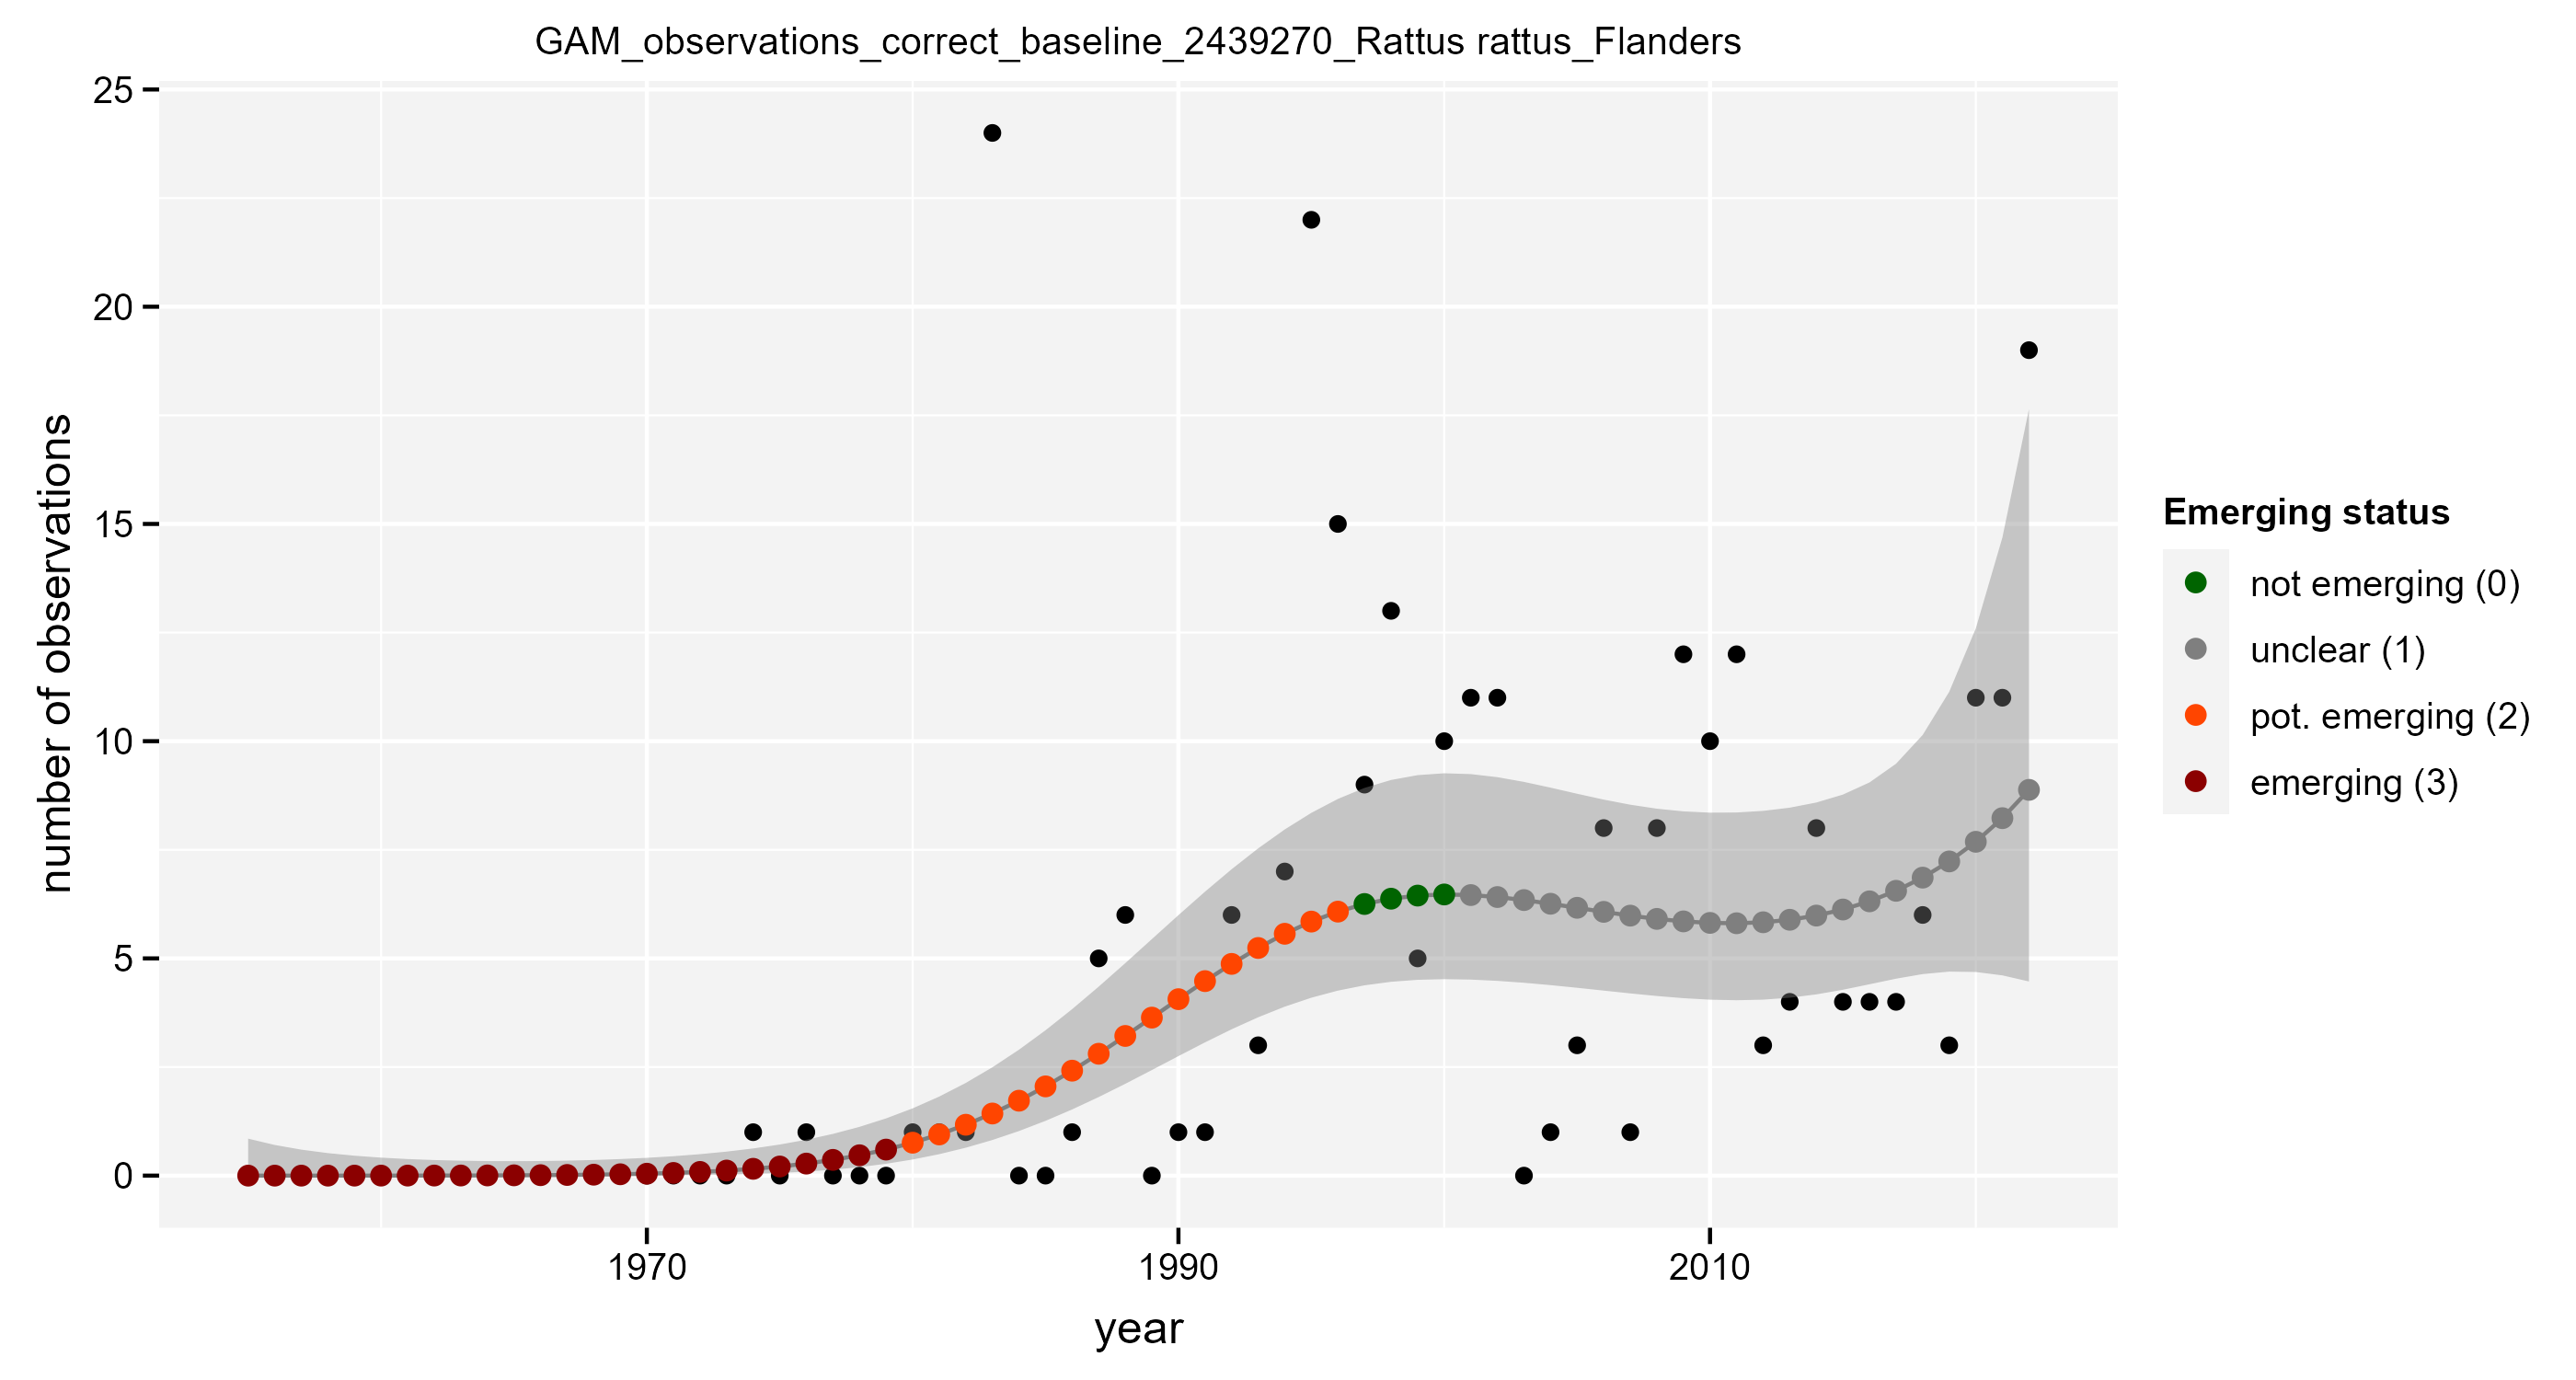 GAM_observations_correct_baseline_2439270_Rattus rattus_Flanders
25
20
15
10
5
0
number of observations
1970
1990
2010
year
Emerging status
not emerging (0)
unclear (1)
pot. emerging (2)
emerging (3)